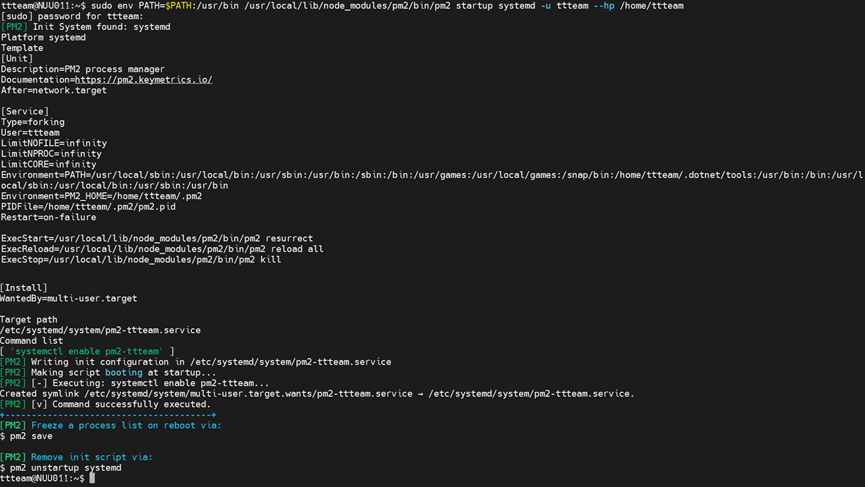 ttteam@NUU011:~$ sudo env PATH=$PATH:/usr/bin /usr/local/lib/node_modules/pm2/bin/pm2 startup systemd -u ttteam --hp /home/ttteam
[sudo] password for ttteam:
[PM2] Init System found: systemd
Platform systemd
Template
[Unit]
Description=PM2 process manager
Documentation=https://pm2.keymetrics.io/
After=network.target
[Service]
Type=forking
User=ttteam
LimitNOFILE=infinity
LimitNPROC=infinity
LimitCORE=infinity
Environment=PATH=/usr/local/sbin:/usr/local/bin:/usr/sbin:/usr/bin:/sbin:/bin:/usr/games:/usr/local/games:/snap/bin:/home/ttteam/.dotnet/tools:/usr/bin:/bin:/usr/l
ocal/sbin:/usr/local/bin:/usr/sbin:/usr/bin
Environment=PM2_HOME=/home/ttteam/.pm2
PIDFile=/home/ttteam/.pm2/pm2.pid
Restart=on-failure
ExecStart=/usr/local/lib/node_modules/pm2/bin/pm2 resurrect
ExecReload=/usr/local/lib/node_modules/pm2/bin/pm2 reload all
ExecStop=/usr/local/lib/node_modules/pm2/bin/pm2 kill
[Install]
WantedBy=multi-user.target
Target path
/etc/systemd/system/pm2-ttteam.service
Command list
[ 'systemctl enable pm2-ttteam' ]
[PM2] Writing init configuration in /etc/systemd/system/pm2-ttteam.service
[PM2] Making script booting at startup...
[PM2] [-] Executing: systemctl enable pm2-ttteam...
Created symlink /etc/systemd/system/multi-user.target.wants/pm2-ttteam.service → /etc/systemd/system/pm2-ttteam.service.
[PM2] [v] Command successfully executed.
+---------------------------------------+
[PM2] Freeze a process list on reboot via:
$ pm2 save
[PM2] Remove init script via:
$ pm2 unstartup systemd
ttteam@NUU011:~$